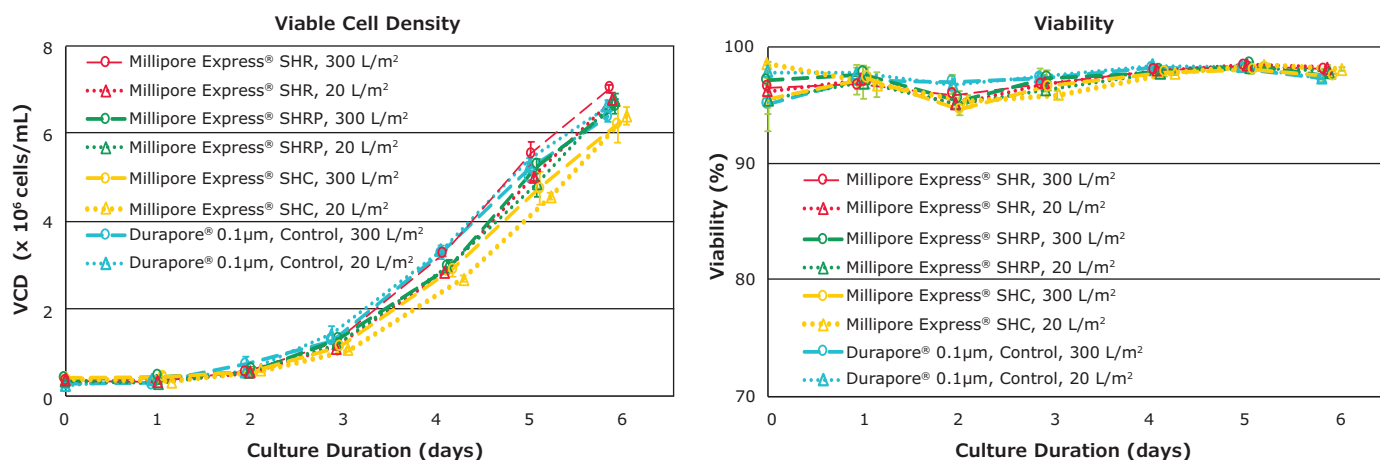 Viable Cell Density
8
6
4
2
0
VCD (x 10⁶ cells/mL)
Millipore Express® SHR, 300 L/m²
Millipore Express® SHR, 20 L/m²
Millipore Express® SHRP, 300 L/m²
Millipore Express® SHRP, 20 L/m²
Millipore Express® SHC, 300 L/m²
Millipore Express® SHC, 20 L/m²
Durapore® 0.1µm, Control, 300 L/m²
Durapore® 0.1µm, Control, 20 L/m²
0 1 2 3 4 5 6
Culture Duration (days)
Viability
100
90
80
70
Viability (%)
Millipore Express® SHR, 300 L/m²
Millipore Express® SHR, 20 L/m²
Millipore Express® SHRP, 300 L/m²
Millipore Express® SHRP, 20 L/m²
Millipore Express® SHC, 300 L/m²
Millipore Express® SHC, 20 L/m²
Durapore® 0.1µm, Control, 300 L/m²
Durapore® 0.1µm, Control, 20 L/m²
0 1 2 3 4 5 6
Culture Duration (days)